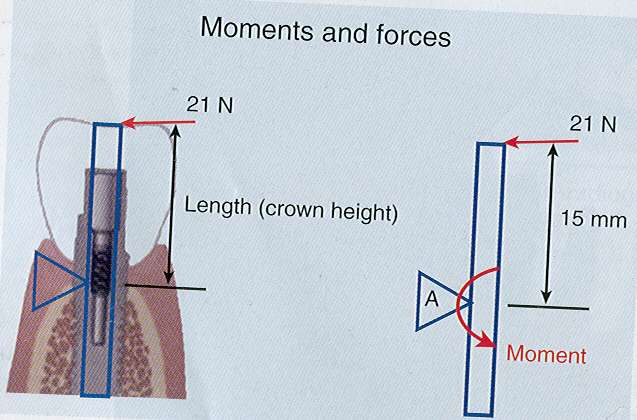 Moments and forces
21 N
Length (crown height)
21 N
15 mm
A
Moment